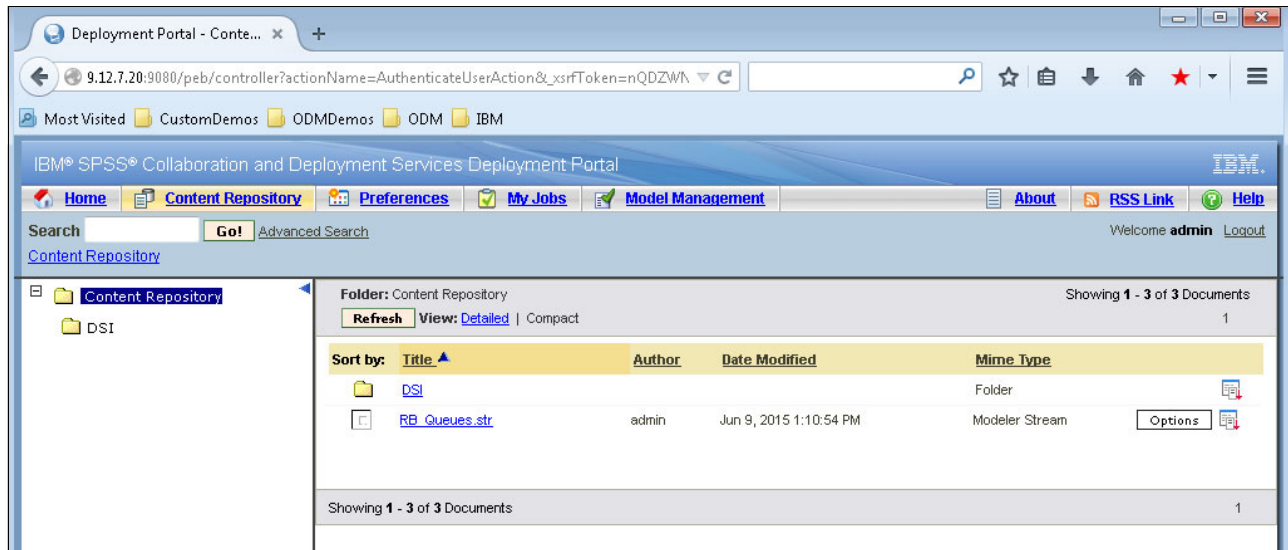 Deployment Portal - Conte...
9.12.7.20:9080/peb/controller?actionName=AuthenticateUserAction&_xsrfToken=nQDZWN
Most Visited CustomDemos ODMDemos ODM IBM
IBM® SPSS® Collaboration and Deployment Services Deployment Portal IBM.
Home Content Repository Preferences My Jobs Model Management About RSS Link Help
Search Go! Advanced Search Welcome admin Logout
Content Repository
Content Repository
DSI
Folder: Content Repository Showing 1 - 3 of 3 Documents
Refresh View: Detailed | Compact 1
Sort by: Title Author Date Modified Mime Type
DSI Folder
RB_Queues.str admin Jun 9, 2015 1:10:54 PM Modeler Stream Options
Showing 1 - 3 of 3 Documents 1